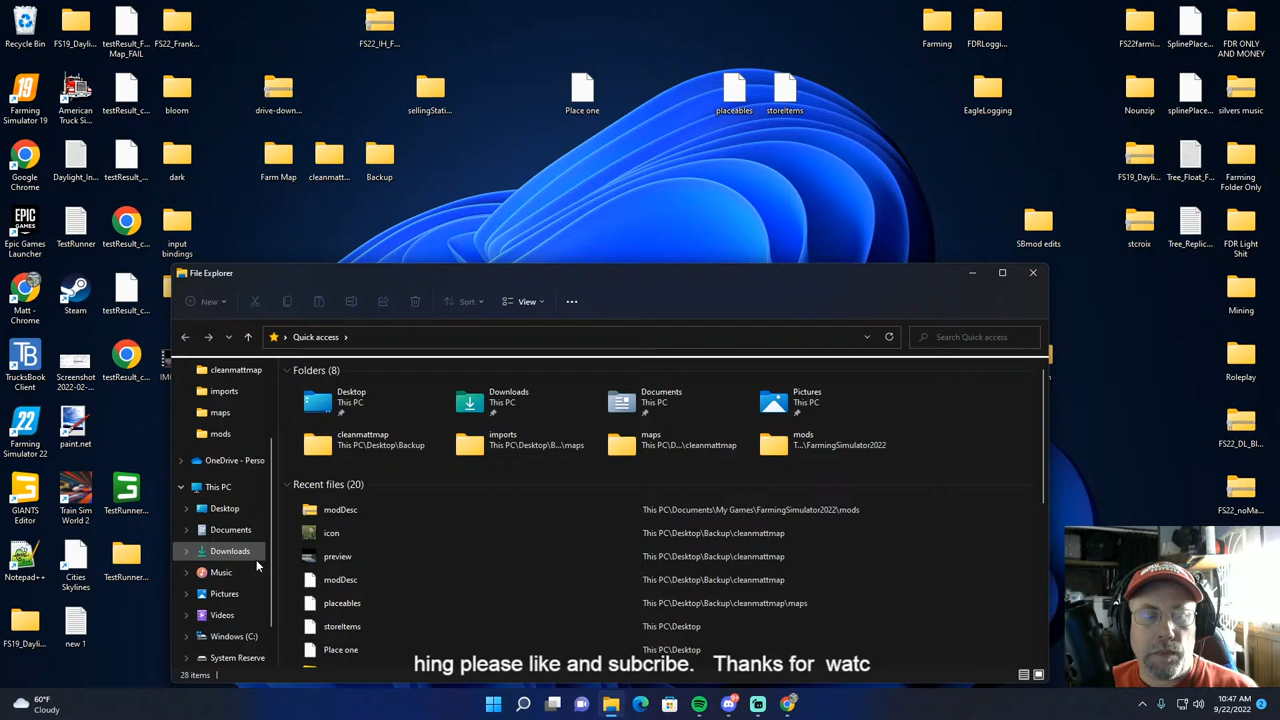 Recycle Bin
FS19_Dayli...
testResult_F...
Map_FAIL
FS22_Frank...
FS22_IH_F...
Farming
FDRLoggi...
FS22farmi...
SplinePlace...
FDR ONLY
AND MONEY
Farming
Simulator 19
American
Truck Si...
testResult_c...
bloom
drive-down...
sellingStati...
Place one
placeables
storeItems
EagleLogging
Nounzip
splinePlace...
silvers music
Google
Chrome
Daylight_In...
testResult_...
dark
Farm Map
cleanmatt...
Backup
FS19_Dayli...
Tree_Float_F...
Farming
Folder Only
Epic Games
Launcher
TestRunner
testResult_c...
input
bindings
SBmod edits
stcroix
Tree_Replic...
FDR Light
Shit
Matt -
Chrome
Steam
testResult_c...
Mining
TrucksBook
Client
Screenshot
2022-02-...
testResult_c...
IM
Roleplay
Farming
Simulator 22
paint.net
FS22_DL_Bl...
GIANTS
Editor
Train Sim
World 2
TestRunner...
FS22_noMa...
Notepad++
Cities
Skylines
TestRunner...
FS19_Dayli...
new 1
File Explorer
New
Sort
View
Quick access
Search Quick access
cleanmattmap
imports
maps
mods
OneDrive - Perso
This PC
Desktop
Documents
Downloads
Music
Pictures
Videos
Windows (C:)
System Reserve
Folders (8)
Desktop
This PC
Downloads
This PC
Documents
This PC
Pictures
This PC
cleanmattmap
This PC\Desktop\Backup
imports
This PC\Desktop\B...\maps
maps
This PC\D...\cleanmattmap
mods
T...\FarmingSimulator2022
Recent files (20)
modDesc This PC\Documents\My Games\FarmingSimulator2022\mods
icon This PC\Desktop\Backup\cleanmattmap
preview This PC\Desktop\Backup\cleanmattmap
modDesc This PC\Desktop\Backup\cleanmattmap
placeables This PC\Desktop\Backup\cleanmattmap\maps
storeItems This PC\Desktop
Place one This PC\Desktop
hing please like and subcribe. Thanks for watc
28 items
60°F
Cloudy
10:47 AM
9/22/2022